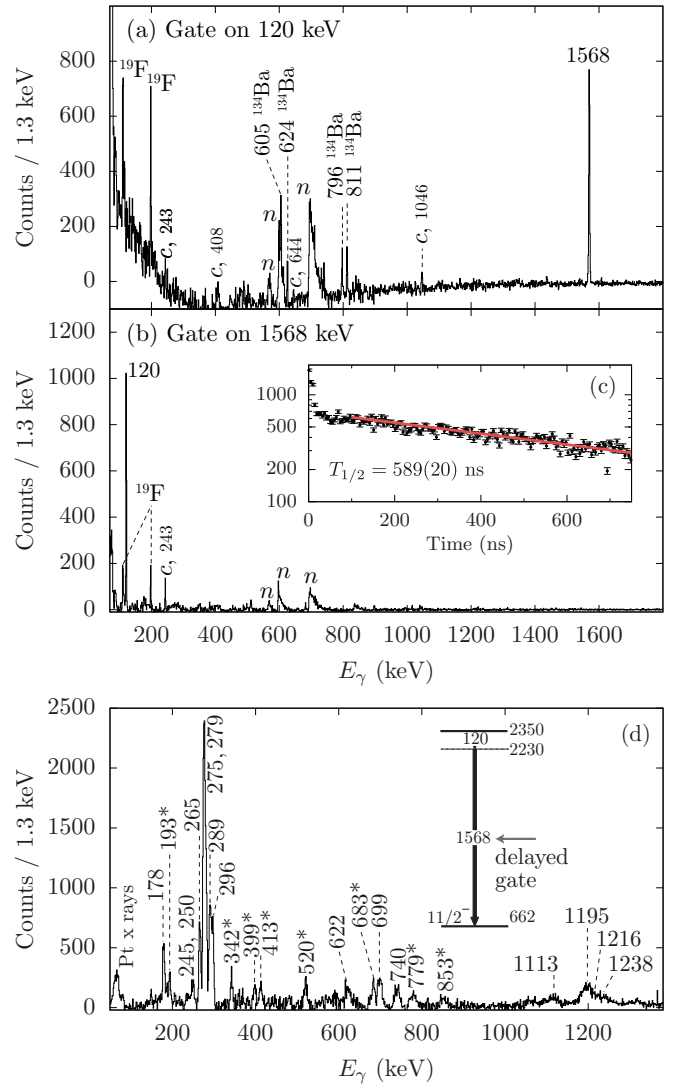 (a) Gate on 120 keV
800
600
400
200
0
Counts / 1.3 keV
¹⁹F
¹⁹F
c, 243
c, 408
n
n
605 ¹³⁴Ba
624 ¹³⁴Ba
c, 644
n
796 ¹³⁴Ba
811 ¹³⁴Ba
c, 1046
1568
(b) Gate on 1568 keV
1200
1000
800
600
400
200
0
Counts / 1.3 keV
120
¹⁹F
c, 243
n
n
n
(c)
1000
500
200
100
T₁/₂ = 589(20) ns
0 200 400 600
Time (ns)
200 400 600 800 1000 1200 1400 1600
Eγ (keV)
(d)
2500
2000
1500
1000
500
0
Counts / 1.3 keV
Pt x rays
178
193*
245, 250
265
275, 279
289
296
342*
399*
413*
520*
622
683*
699
740
779*
853*
1113
1195
1216
1238
2350
120
2230
1568
delayed
gate
11/2⁻ 662
200 400 600 800 1000 1200
Eγ (keV)